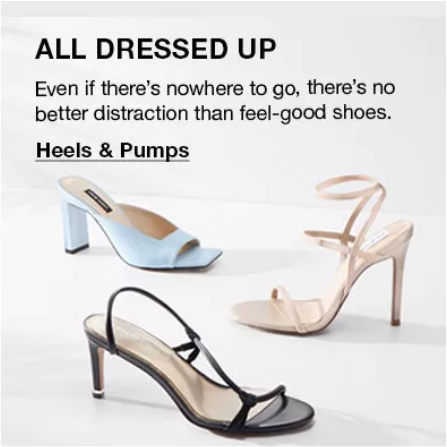 ALL DRESSED UP
Even if there's nowhere to go, there's no
better distraction than feel-good shoes.
Heels & Pumps